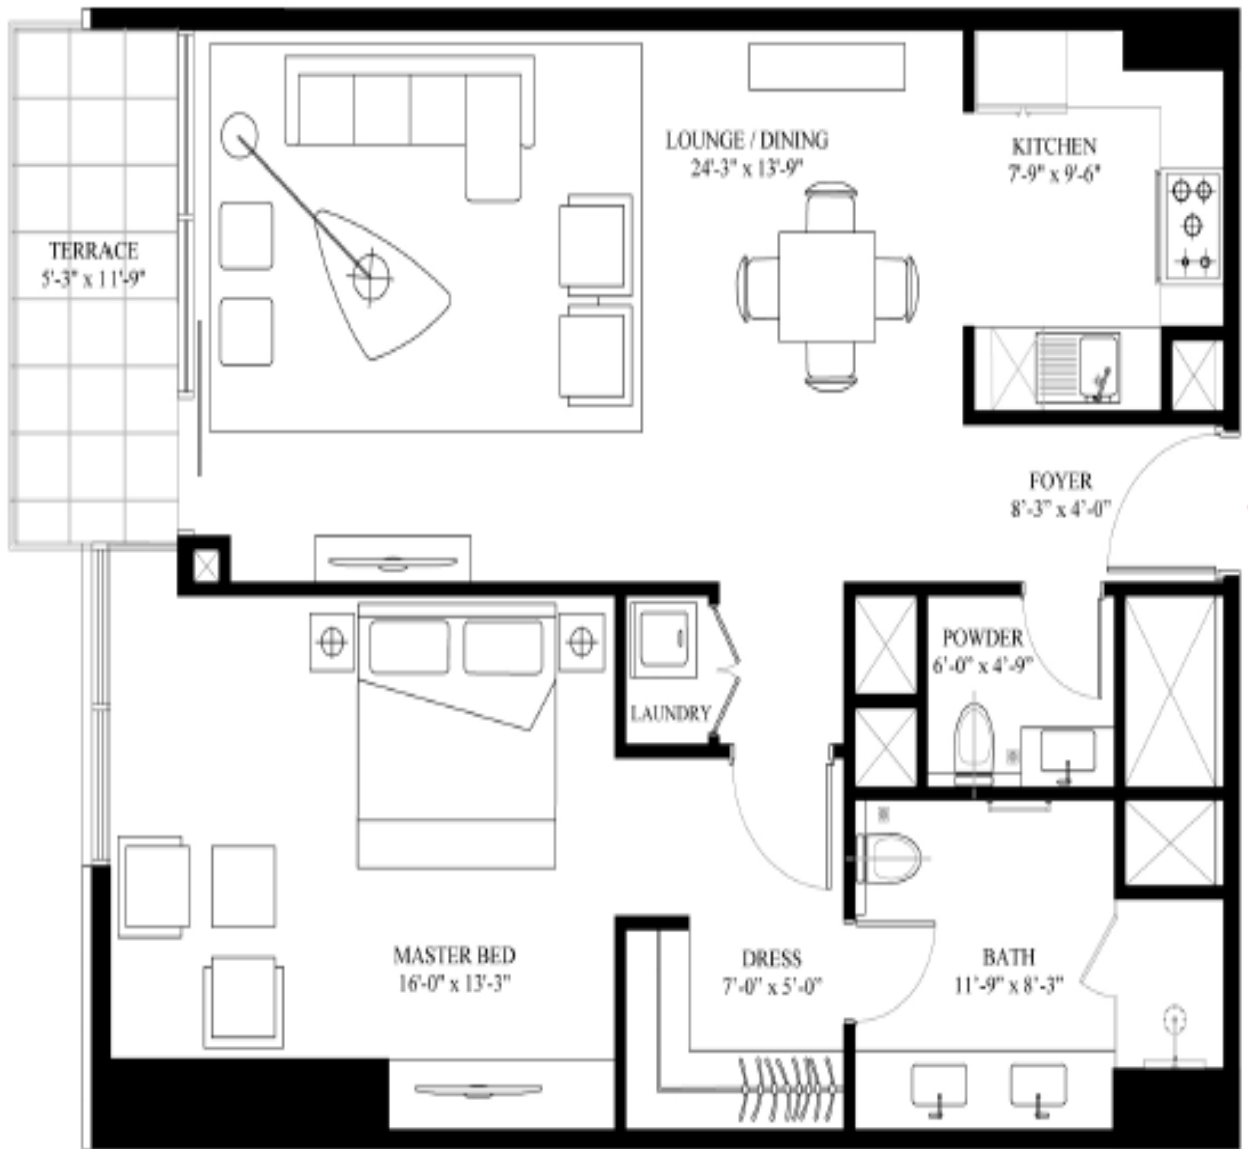 LOUNGE / DINING
24'-3" x 13'-9"
KITCHEN
7'-9" x 9'-6"
TERRACE
5'-3" x 11'-9"
FOYER
8'-3" x 4'-0"
POWDER
6'-0" x 4'-9"
LAUNDRY
MASTER BED
16'-0" x 13'-3"
DRESS
7'-0" x 5'-0"
BATH
11'-9" x 8'-3"